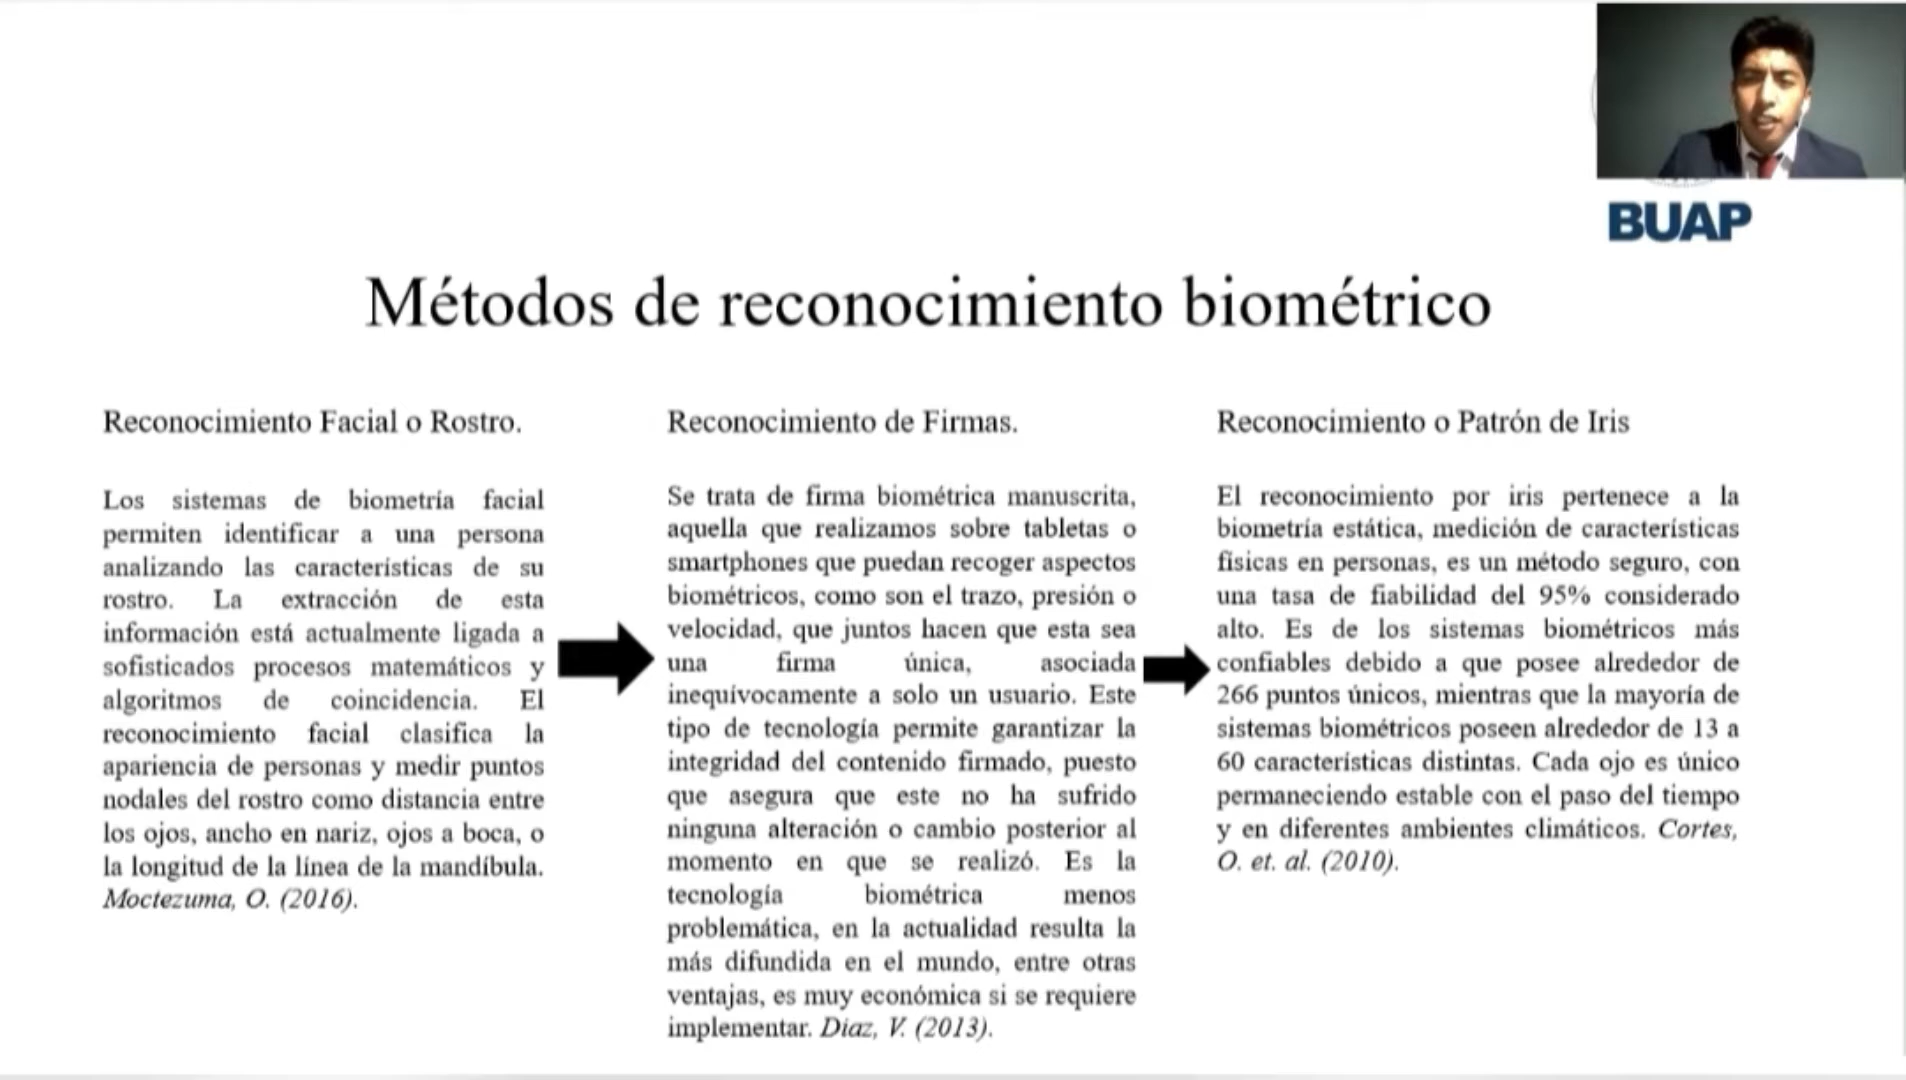 BUAP
Métodos de reconocimiento biométrico
Reconocimiento Facial o Rostro.
Los sistemas de biometría facial
permiten identificar a una persona
analizando las características de su
rostro. La extracción de esta
información está actualmente ligada a
sofisticados procesos matemáticos y
algoritmos de coincidencia. El
reconocimiento facial clasifica la
apariencia de personas y medir puntos
nodales del rostro como distancia entre
los ojos, ancho en nariz, ojos a boca, o
la longitud de la línea de la mandíbula.
Moctezuma, O. (2016).
Reconocimiento de Firmas.
Se trata de firma biométrica manuscrita,
aquella que realizamos sobre tabletas o
smartphones que puedan recoger aspectos
biométricos, como son el trazo, presión o
velocidad, que juntos hacen que esta sea
una firma única, asociada
inequívocamente a solo un usuario. Este
tipo de tecnología permite garantizar la
integridad del contenido firmado, puesto
que asegura que este no ha sufrido
ninguna alteración o cambio posterior al
momento en que se realizó. Es la
tecnología biométrica menos
problemática, en la actualidad resulta la
más difundida en el mundo, entre otras
ventajas, es muy económica si se requiere
implementar. Díaz, V. (2013).
Reconocimiento o Patrón de Iris
El reconocimiento por iris pertenece a la
biometría estática, medición de características
físicas en personas, es un método seguro, con
una tasa de fiabilidad del 95% considerado
alto. Es de los sistemas biométricos más
confiables debido a que posee alrededor de
266 puntos únicos, mientras que la mayoría de
sistemas biométricos poseen alrededor de 13 a
60 características distintas. Cada ojo es único
permaneciendo estable con el paso del tiempo
y en diferentes ambientes climáticos. Cortes,
O. et. al. (2010).